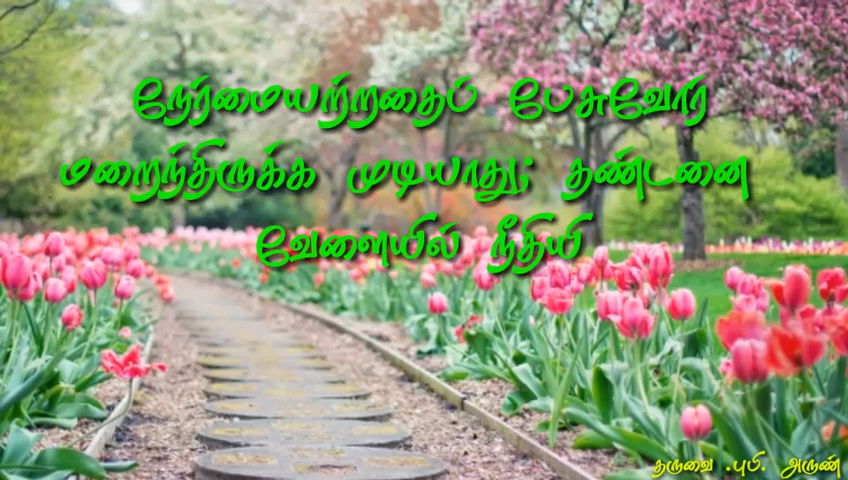 நேர்மையற்றதைப் பேசுவோர்
மறைந்திருக்க முடியாது; தண்டனை
வேளையில் நீதியி
தருவை .புபி. அருண்